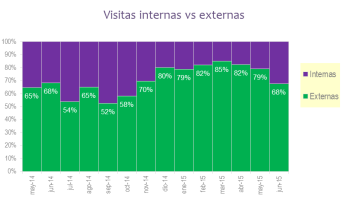 Visitas internas vs externas
100%
90%
80%
70%
60%
50%
40%
30%
20%
10%
0%
65%
68%
54%
65%
52%
58%
70%
80%
79%
82%
85%
82%
79%
68%
may-14
jun-14
jul-14
ago-14
sep-14
oct-14
nov-14
dic-14
ene-15
feb-15
mar-15
abr-15
may-15
jun-15
Internas
Externas